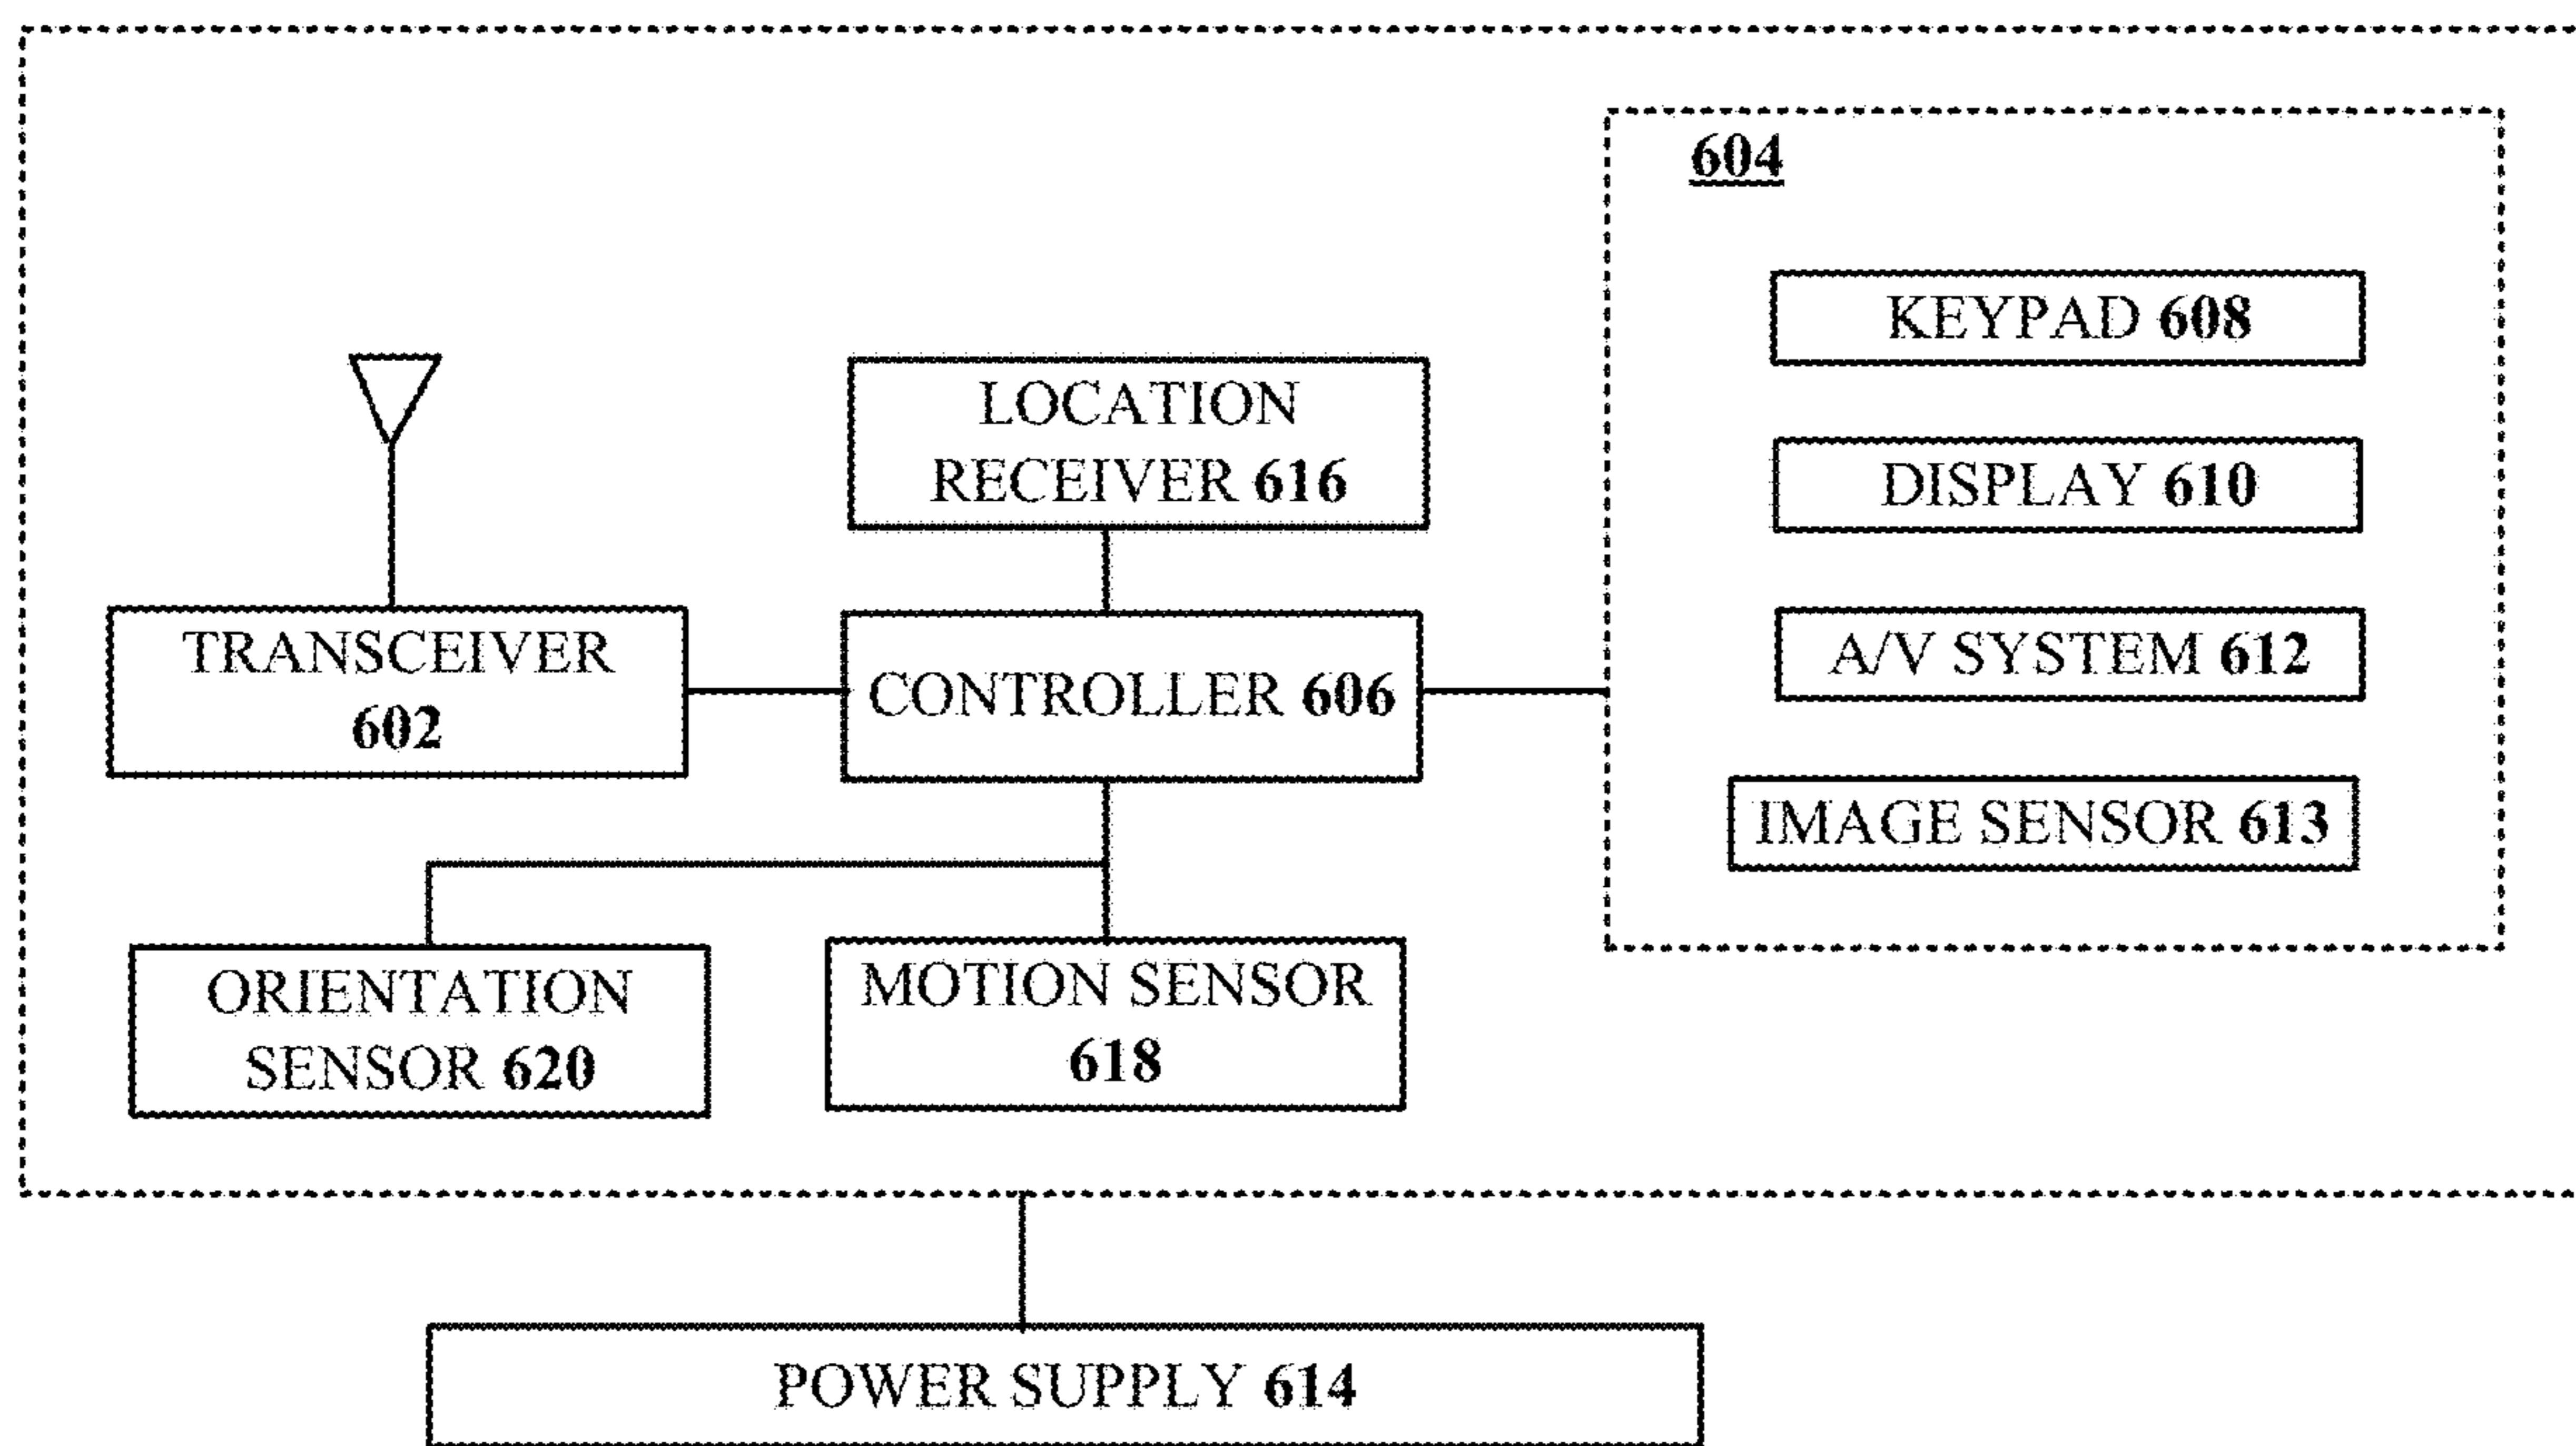 604
KEYPAD 608
LOCATION
RECEIVER 616
DISPLAY 610
TRANSCEIVER
602
CONTROLLER 606
A/V SYSTEM 612
IMAGE SENSOR 613
ORIENTATION
SENSOR 620
MOTION SENSOR
618
POWER SUPPLY 614